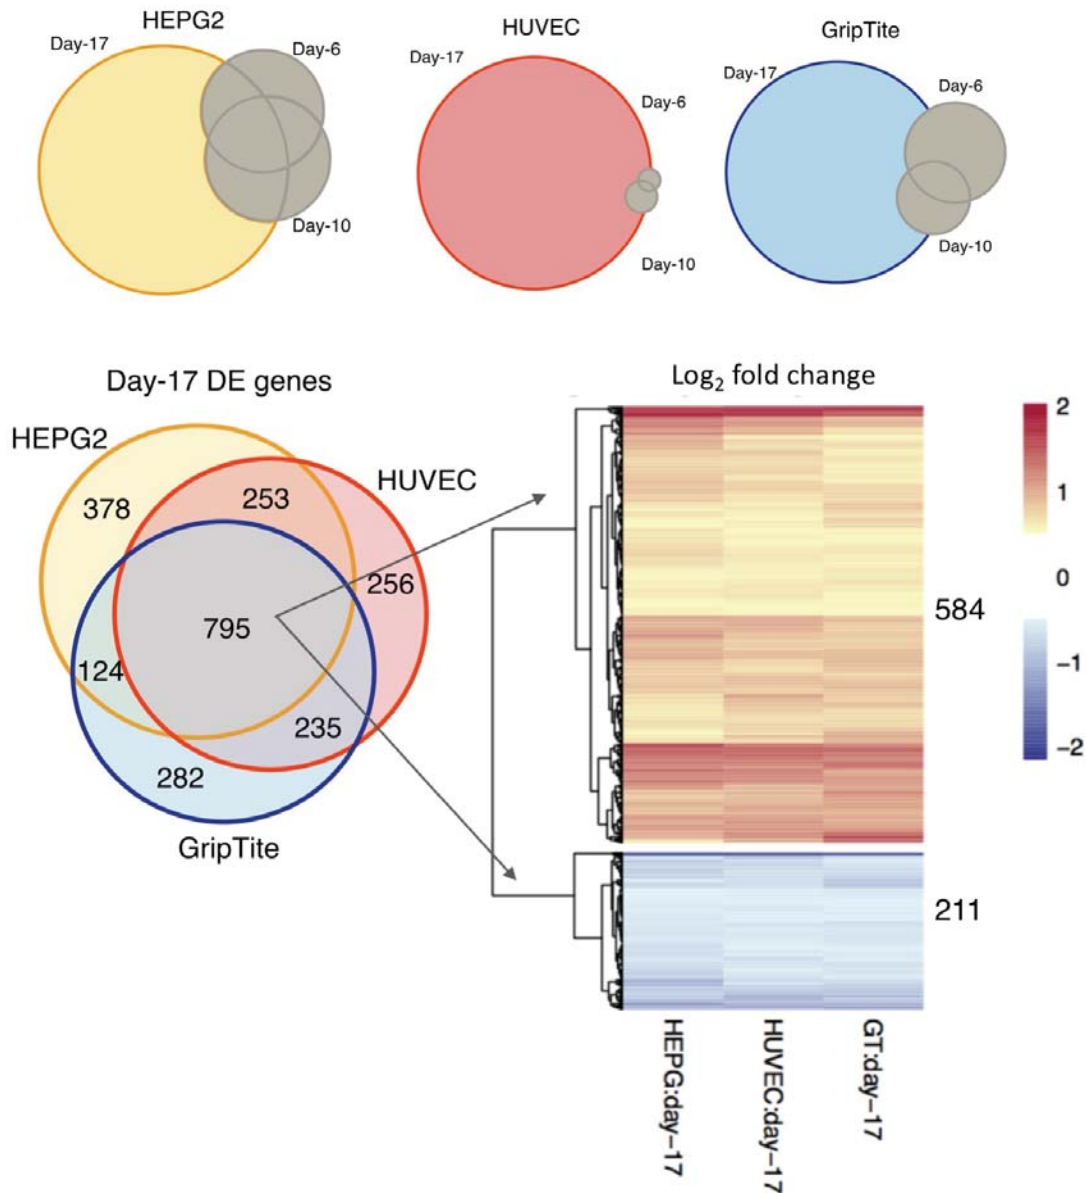 HEPG2
Day-17
Day-6
Day-10
HUVEC
Day-17
Day-6
Day-10
GripTite
Day-17
Day-6
Day-10
Day-17 DE genes
HEPG2
HUVEC
GripTite
378
253
256
795
124
235
282
Log₂ fold change
584
211
2
1
0
−1
−2
HEPG:day−17
HUVEC:day−17
GT:day−17